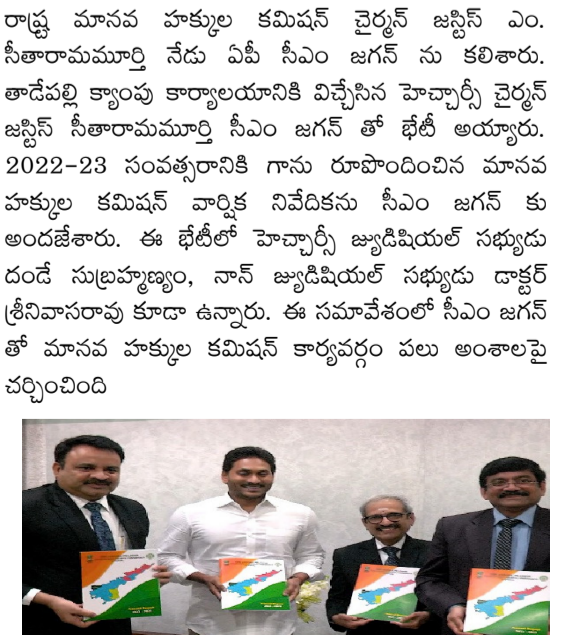 రాష్ట్ర మానవ హక్కుల కమిషన్ చైర్మన్ జస్టిస్ ఎం.
సీతారామమూర్తి నేడు ఏపీ సీఎం జగన్ ను కలిశారు.
తాడేపల్లి క్యాంపు కార్యాలయానికి విచ్చేసిన హెచ్చార్సీ చైర్మన్
జస్టిస్ సీతారామమూర్తి సీఎం జగన్ తో భేటీ అయ్యారు.
2022-23 సంవత్సరానికి గాను రూపొందించిన మానవ
హక్కుల కమిషన్ వార్షిక నివేదికను సీఎం జగన్ కు
అందజేశారు. ఈ భేటీలో హెచ్చార్సీ జ్యుడిషియల్ సభ్యుడు
దండే సుబ్రహ్మణ్యం, నాన్ జ్యుడిషియల్ సభ్యుడు డాక్టర్
శ్రీనివాసరావు కూడా ఉన్నారు. ఈ సమావేశంలో సీఎం జగన్
తో మానవ హక్కుల కమిషన్ కార్యవర్గం పలు అంశాలపై
చర్చించింది